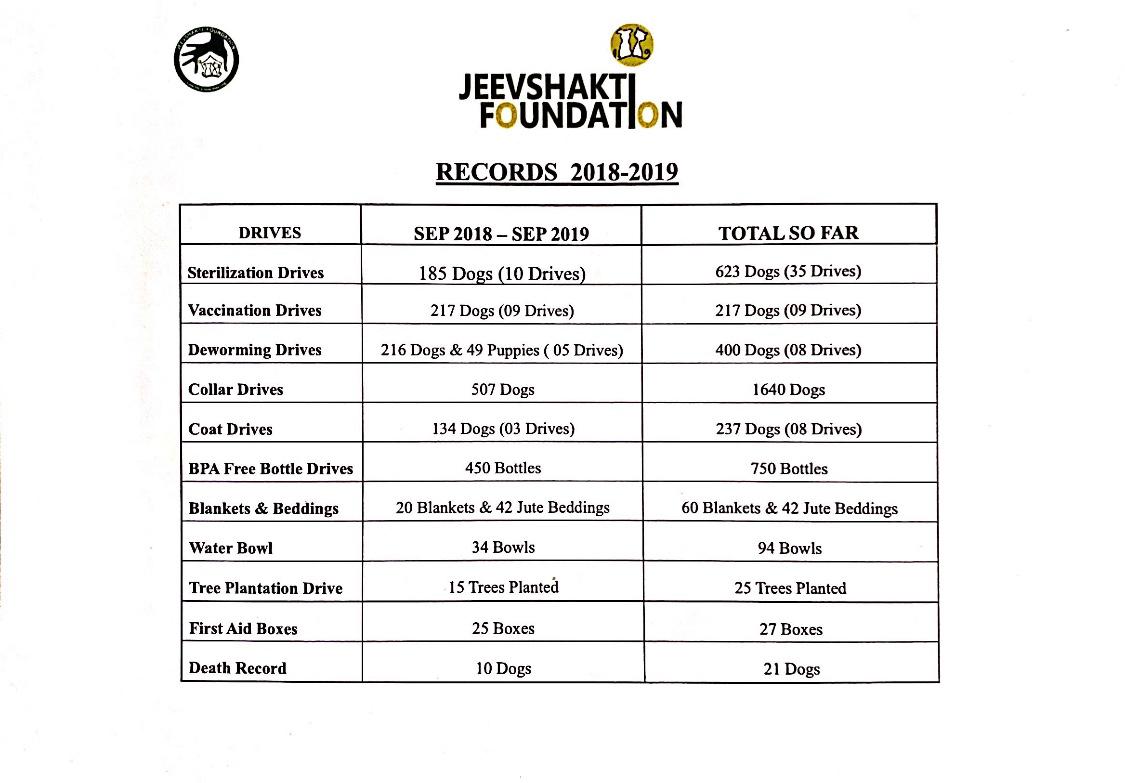 JEEVSHAKTI
FOUNDATION
RECORDS 2018-2019
DRIVES SEP 2018 – SEP 2019 TOTAL SO FAR
Sterilization Drives 185 Dogs (10 Drives) 623 Dogs (35 Drives)
Vaccination Drives 217 Dogs (09 Drives) 217 Dogs (09 Drives)
Deworming Drives 216 Dogs & 49 Puppies ( 05 Drives) 400 Dogs (08 Drives)
Collar Drives 507 Dogs 1640 Dogs
Coat Drives 134 Dogs (03 Drives) 237 Dogs (08 Drives)
BPA Free Bottle Drives 450 Bottles 750 Bottles
Blankets & Beddings 20 Blankets & 42 Jute Beddings 60 Blankets & 42 Jute Beddings
Water Bowl 34 Bowls 94 Bowls
Tree Plantation Drive 15 Trees Planted 25 Trees Planted
First Aid Boxes 25 Boxes 27 Boxes
Death Record 10 Dogs 21 Dogs